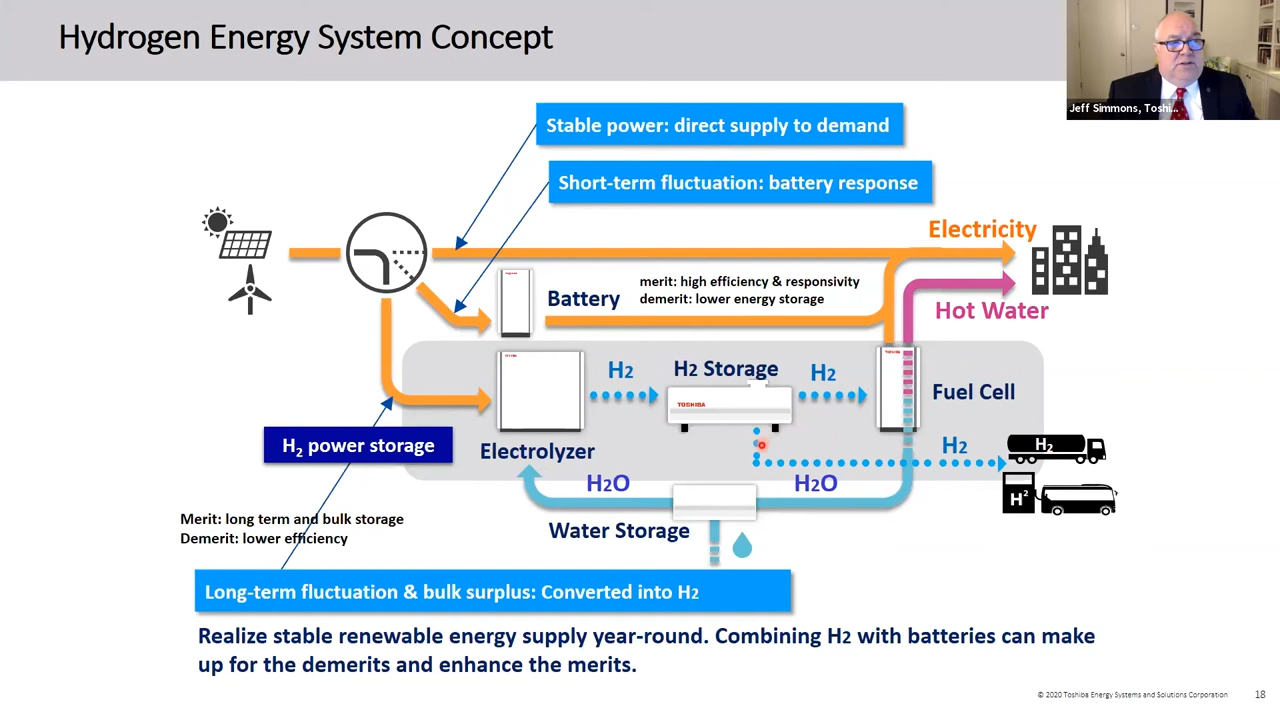 Hydrogen Energy System Concept
Jeff Simmons, Toshi...
Stable power: direct supply to demand
Short-term fluctuation: battery response
Electricity
merit: high efficiency & responsivity
demerit: lower energy storage
Battery
Hot Water
H2
H2 Storage
H2
TOSHIBA
Fuel Cell
H2 power storage
Electrolyzer
H2
H2
H2O
H2O
H2
Merit: long term and bulk storage
Demerit: lower efficiency
Water Storage
Long-term fluctuation & bulk surplus: Converted into H2
Realize stable renewable energy supply year-round. Combining H2 with batteries can make
up for the demerits and enhance the merits.
© 2020 Toshiba Energy Systems and Solutions Corporation
18